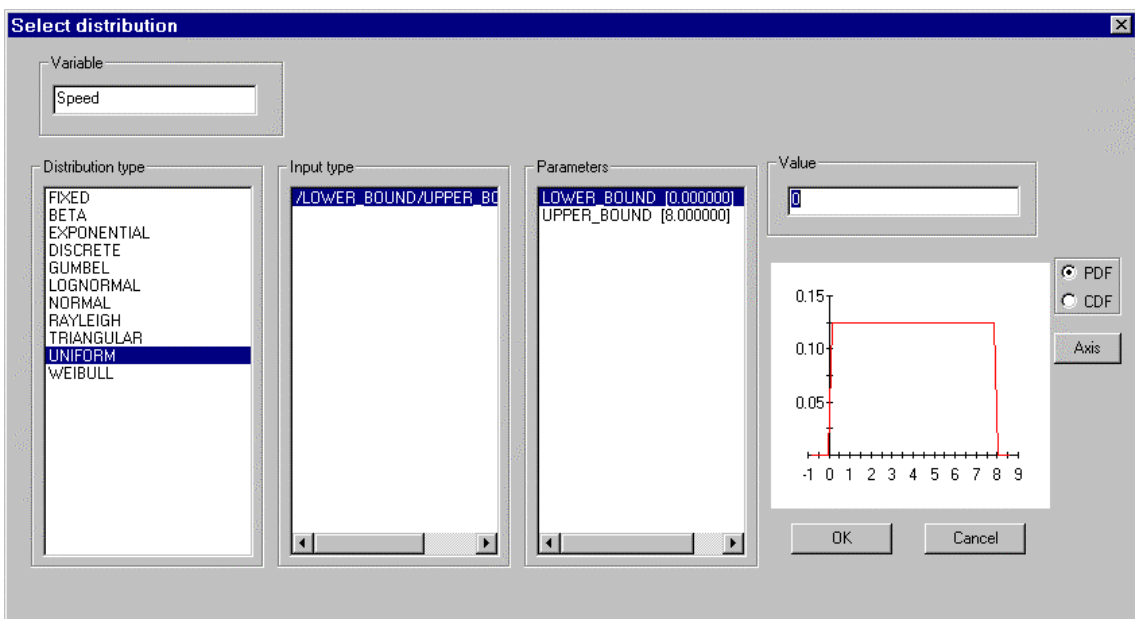 Select distribution
Variable
Speed
Distribution type
FIXED
BETA
EXPONENTIAL
DISCRETE
GUMBEL
LOGNORMAL
NORMAL
RAYLEIGH
TRIANGULAR
UNIFORM
WEIBULL
Input type
/LOWER_BOUND/UPPER_BO
Parameters
LOWER_BOUND [0.000000]
UPPER_BOUND [8.000000]
Value
0
PDF
CDF
Axis
0.15
0.10
0.05
-1 0 1 2 3 4 5 6 7 8 9
OK
Cancel